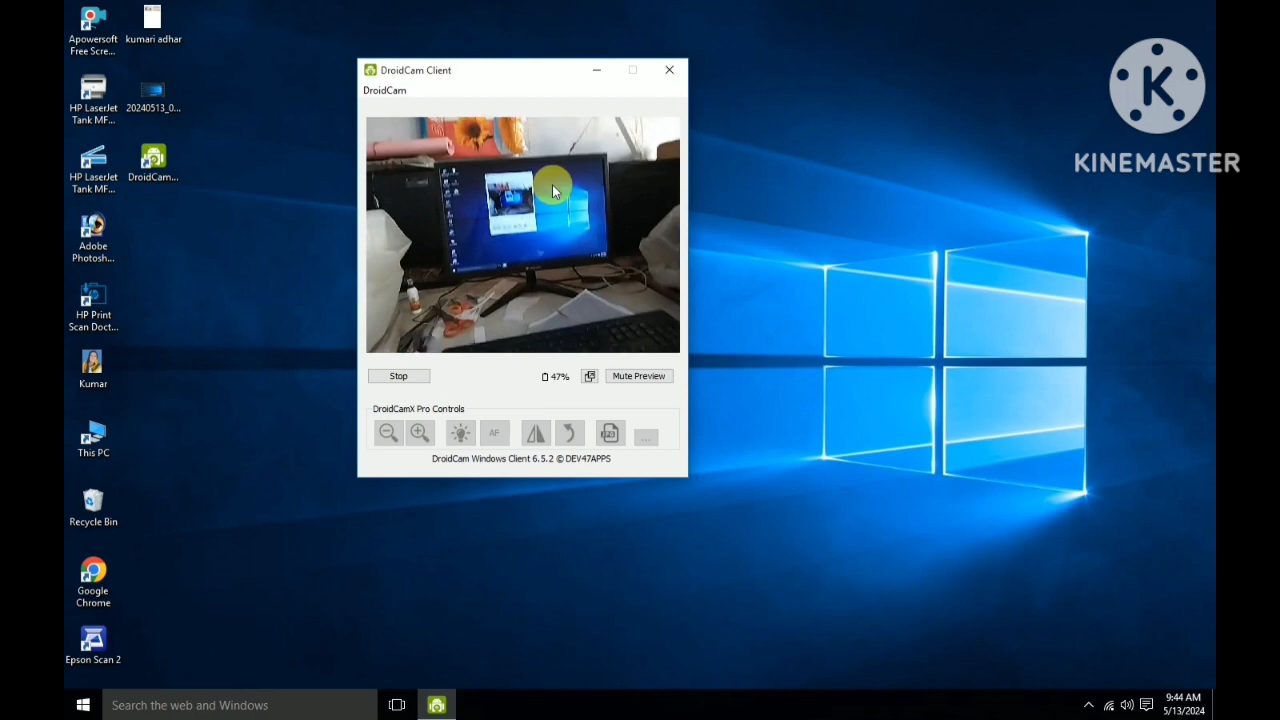 Apowersoft
Free Scre...
kumari adhar
HP LaserJet
Tank MF...
20240513_0...
HP LaserJet
Tank MF...
DroidCam...
Adobe
Photosh...
HP Print
Scan Doct...
Kumar
This PC
Recycle Bin
Google
Chrome
Epson Scan 2
DroidCam Client
DroidCam
Stop
47%
Mute Preview
DroidCamX Pro Controls
AF
JPG
...
DroidCam Windows Client 6.5.2 © DEV47APPS
K
KINEMASTER
Search the web and Windows
9:44 AM
5/13/2024